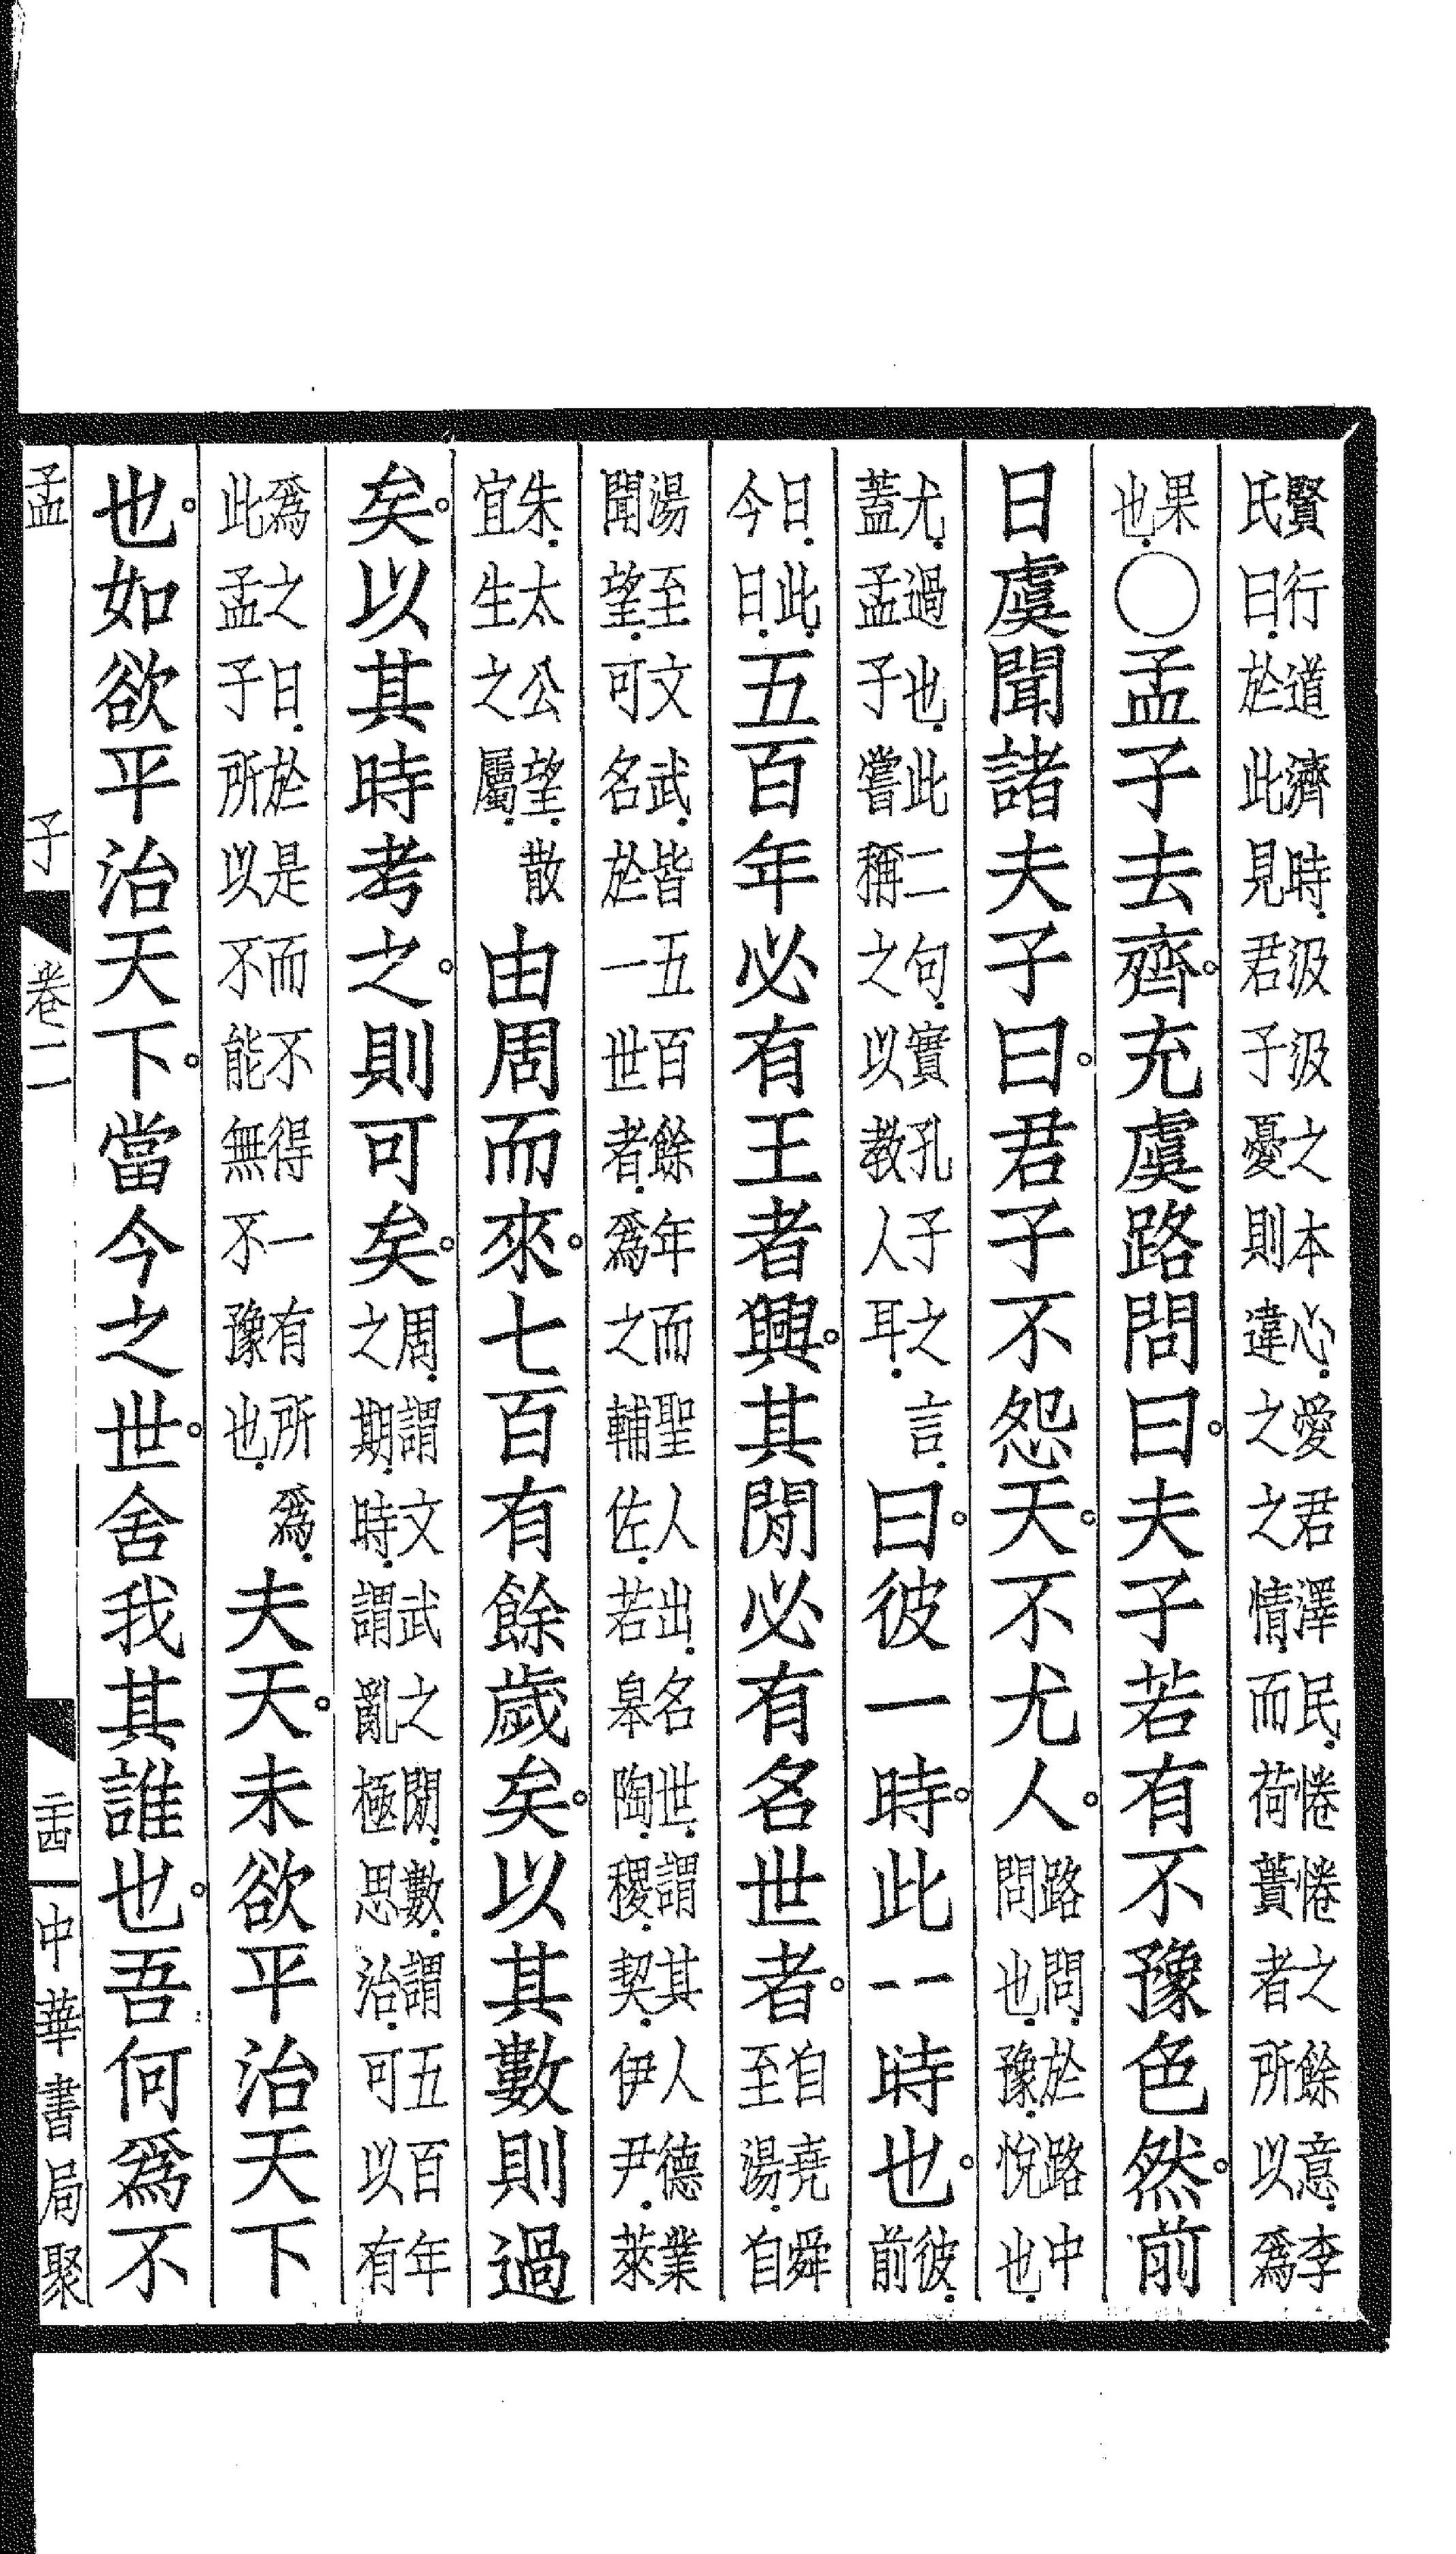 賢行道濟時．汲汲之本心．愛君澤民．惓惓之餘意．李
氏曰．於此見君子憂則違之之情．而荷蕢者所以爲
果
也．
○孟子去齊。充虞路問曰。夫子若有不豫色然。前
日虞聞諸夫子曰。君子不怨天。不尤人。
路問．於路中
問也．豫．悅也．
尤．過也．此二句．實孔子之言．
蓋孟子嘗稱之以教人耳．
曰。彼一時。此一時也。
彼．
前
日．此．
今日．
五百年必有王者興。其閒必有名世者。
自堯舜
至湯．自
湯至文武．皆五百餘年而聖人出．名世．謂其人德業
聞望．可名於一世者．爲之輔佐．若皋陶．稷．契．伊尹．萊
朱．太公望．散
宜生之屬．
由周而來。七百有餘歲矣。以其數則過
矣。以其時考之。則可矣。
周．謂文武之閒．數．謂五百年
之期．時．謂亂極思治．可以有
爲之日．於是而不得一有所爲．
此孟子所以不能無不豫也．
夫天。未欲平治天下
也。如欲平治天下。當今之世。舍我其誰也。吾何爲不
孟子 卷二 二十四 中華書局聚